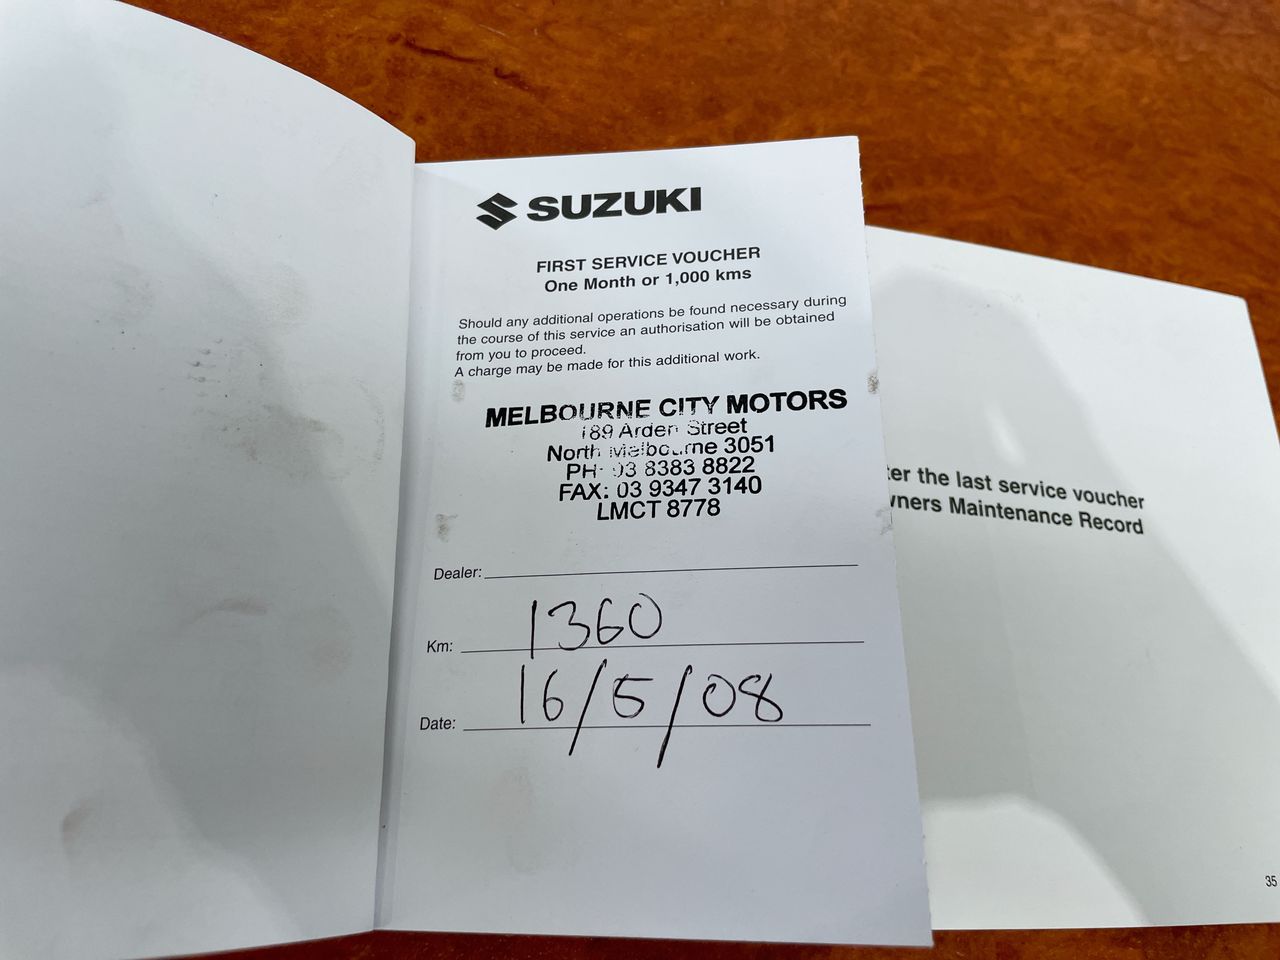 SUZUKI
FIRST SERVICE VOUCHER
One Month or 1,000 kms
Should any additional operations be found necessary during
the course of this service an authorisation will be obtained
from you to proceed.
A charge may be made for this additional work.
MELBOURNE CITY MOTORS
189 Arden Street
North Melbourne 3051
PH: 03 8383 8822
FAX: 03 9347 3140
LMCT 8778
Dealer:
Km: 1360
Date: 16/5/08
the last service voucher
Maintenance Record
35